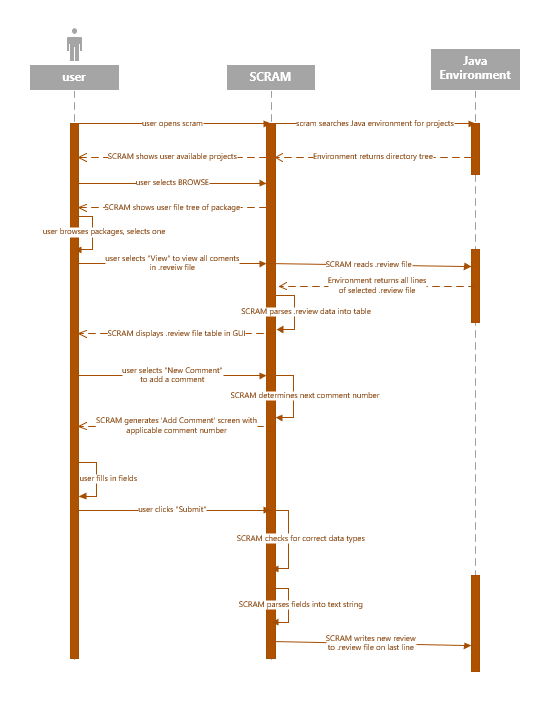 user
SCRAM
Java
Environment
user opens scram
scram searches Java environment for projects
SCRAM shows user available projects
Environment returns directory tree
user selects BROWSE
SCRAM shows user file tree of package
user browses packages, selects one
user selects "View" to view all coments
in .reveiw file
SCRAM reads .review file
Environment returns all lines
of selected .review file
SCRAM parses .review data into table
SCRAM displays .review file table in GUI
user selects "New Comment"
to add a comment
SCRAM determines next comment number
SCRAM generates 'Add Comment' screen with
applicable comment number
user fills in fields
user clicks "Submit"
SCRAM checks for correct data types
SCRAM parses fields into text string
SCRAM writes new review
to .review file on last line